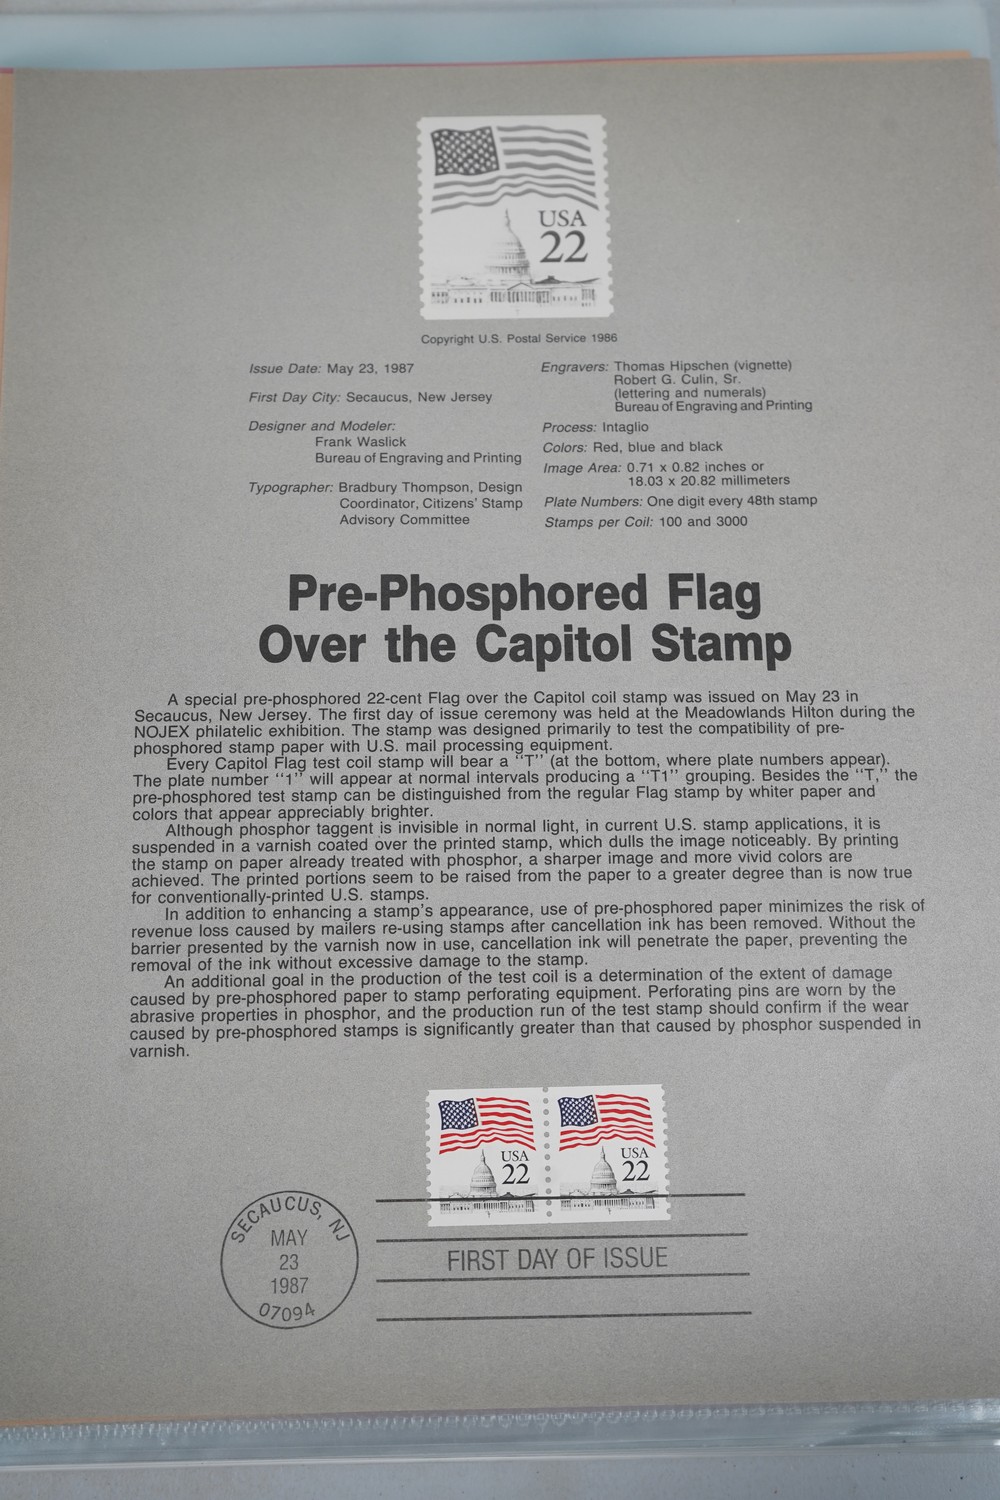 USA
22
Copyright U.S. Postal Service 1986
Issue Date: May 23, 1987
First Day City: Secaucus, New Jersey
Designer and Modeler:
Frank Waslick
Bureau of Engraving and Printing
Typographer: Bradbury Thompson, Design
Coordinator, Citizens' Stamp
Advisory Committee
Engravers: Thomas Hipschen (vignette)
Robert G. Culin, Sr.
(lettering and numerals)
Bureau of Engraving and Printing
Process: Intaglio
Colors: Red, blue and black
Image Area: 0.71 x 0.82 inches or
18.03 x 20.82 millimeters
Plate Numbers: One digit every 48th stamp
Stamps per Coil: 100 and 3000
Pre-Phosphored Flag
Over the Capitol Stamp
A special pre-phosphored 22-cent Flag over the Capitol coil stamp was issued on May 23 in
Secaucus, New Jersey. The first day of issue ceremony was held at the Meadowlands Hilton during the
NOJEX philatelic exhibition. The stamp was designed primarily to test the compatibility of pre-
phosphored stamp paper with U.S. mail processing equipment.
Every Capitol Flag test coil stamp will bear a "T" (at the bottom, where plate numbers appear).
The plate number "1" will appear at normal intervals producing a "T1" grouping. Besides the "T," the
pre-phosphored test stamp can be distinguished from the regular Flag stamp by whiter paper and
colors that appear appreciably brighter.
Although phosphor taggent is invisible in normal light, in current U.S. stamp applications, it is
suspended in a varnish coated over the printed stamp, which dulls the image noticeably. By printing
the stamp on paper already treated with phosphor, a sharper image and more vivid colors are
achieved. The printed portions seem to be raised from the paper to a greater degree than is now true
for conventionally-printed U.S. stamps.
In addition to enhancing a stamp's appearance, use of pre-phosphored paper minimizes the risk of
revenue loss caused by mailers re-using stamps after cancellation ink has been removed. Without the
barrier presented by the varnish now in use, cancellation ink will penetrate the paper, preventing the
removal of the ink without excessive damage to the stamp.
An additional goal in the production of the test coil is a determination of the extent of damage
caused by pre-phosphored paper to stamp perforating equipment. Perforating pins are worn by the
abrasive properties in phosphor, and the production run of the test stamp should confirm if the wear
caused by pre-phosphored stamps is significantly greater than that caused by phosphor suspended in
varnish.
USA
22
USA
22
SECAUCUS, NJ
MAY
23
1987
07094
FIRST DAY OF ISSUE